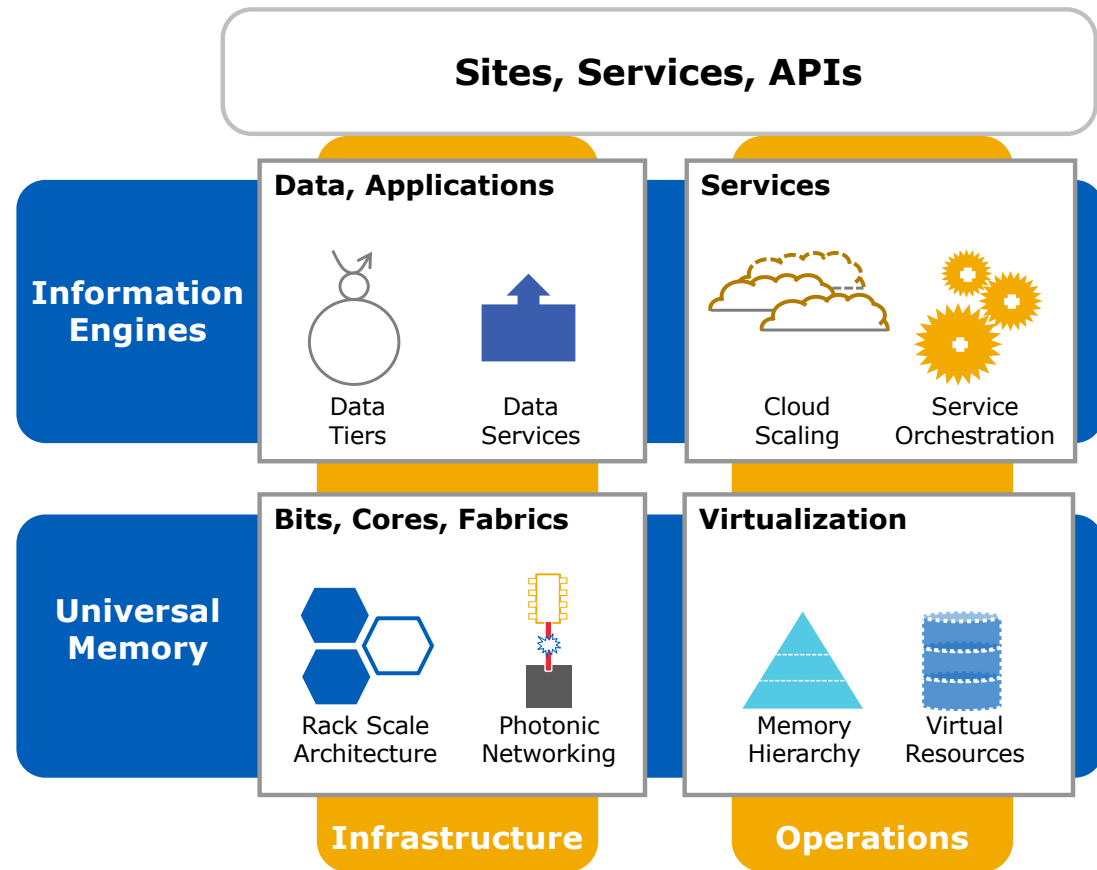 Sites, Services, APIs
Information
Engines
Data, Applications
Data
Tiers
Data
Services
Services
Cloud
Scaling
Service
Orchestration
Universal
Memory
Bits, Cores, Fabrics
Rack Scale
Architecture
Photonic
Networking
Virtualization
Memory
Hierarchy
Virtual
Resources
Infrastructure
Operations